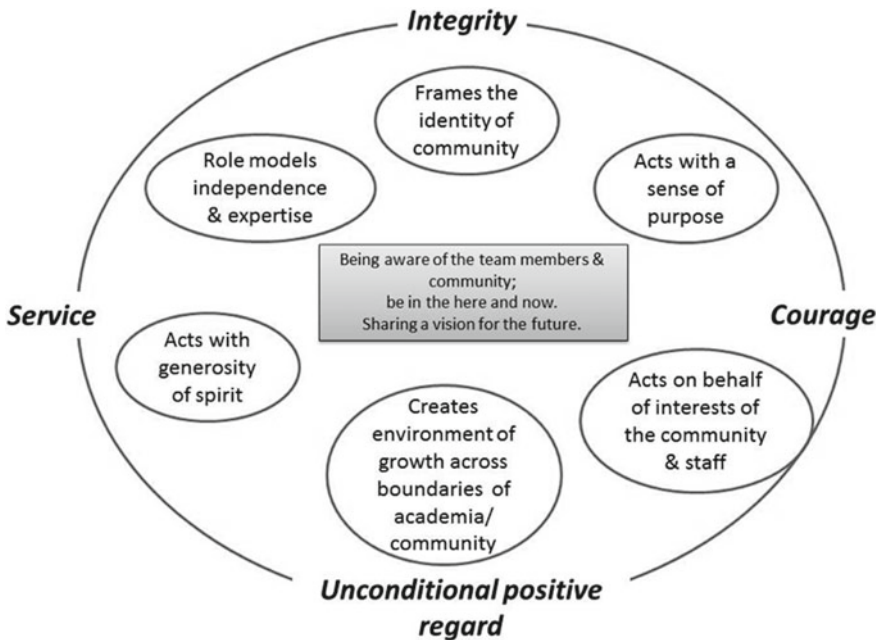 Integrity
Frames the
identity of
community
Role models
independence
& expertise
Acts with a
sense of
purpose
Being aware of the team members &
community;
be in the here and now.
Sharing a vision for the future.
Service
Courage
Acts with
generosity
of spirit
Creates
environment of
growth across
boundaries of
academia/
community
Acts on behalf
of interests of
the community
& staff
Unconditional positive
regard